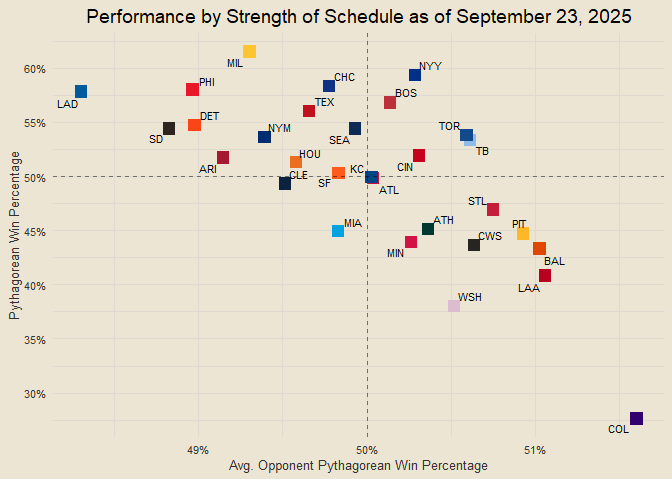 Performance by Strength of Schedule as of September 23, 2025
60%
55%
50%
45%
40%
35%
30%
Pythagorean Win Percentage
MIL
NYY
CHC
PHI
LAD
BOS
TEX
DET
SD
NYM
SEA
TOR
TB
HOU
ARI
CIN
CLE
SF
KC
ATL
STL
MIA
ATH
PIT
MIN
CWS
BAL
LAA
WSH
COL
49%
50%
51%
Avg. Opponent Pythagorean Win Percentage